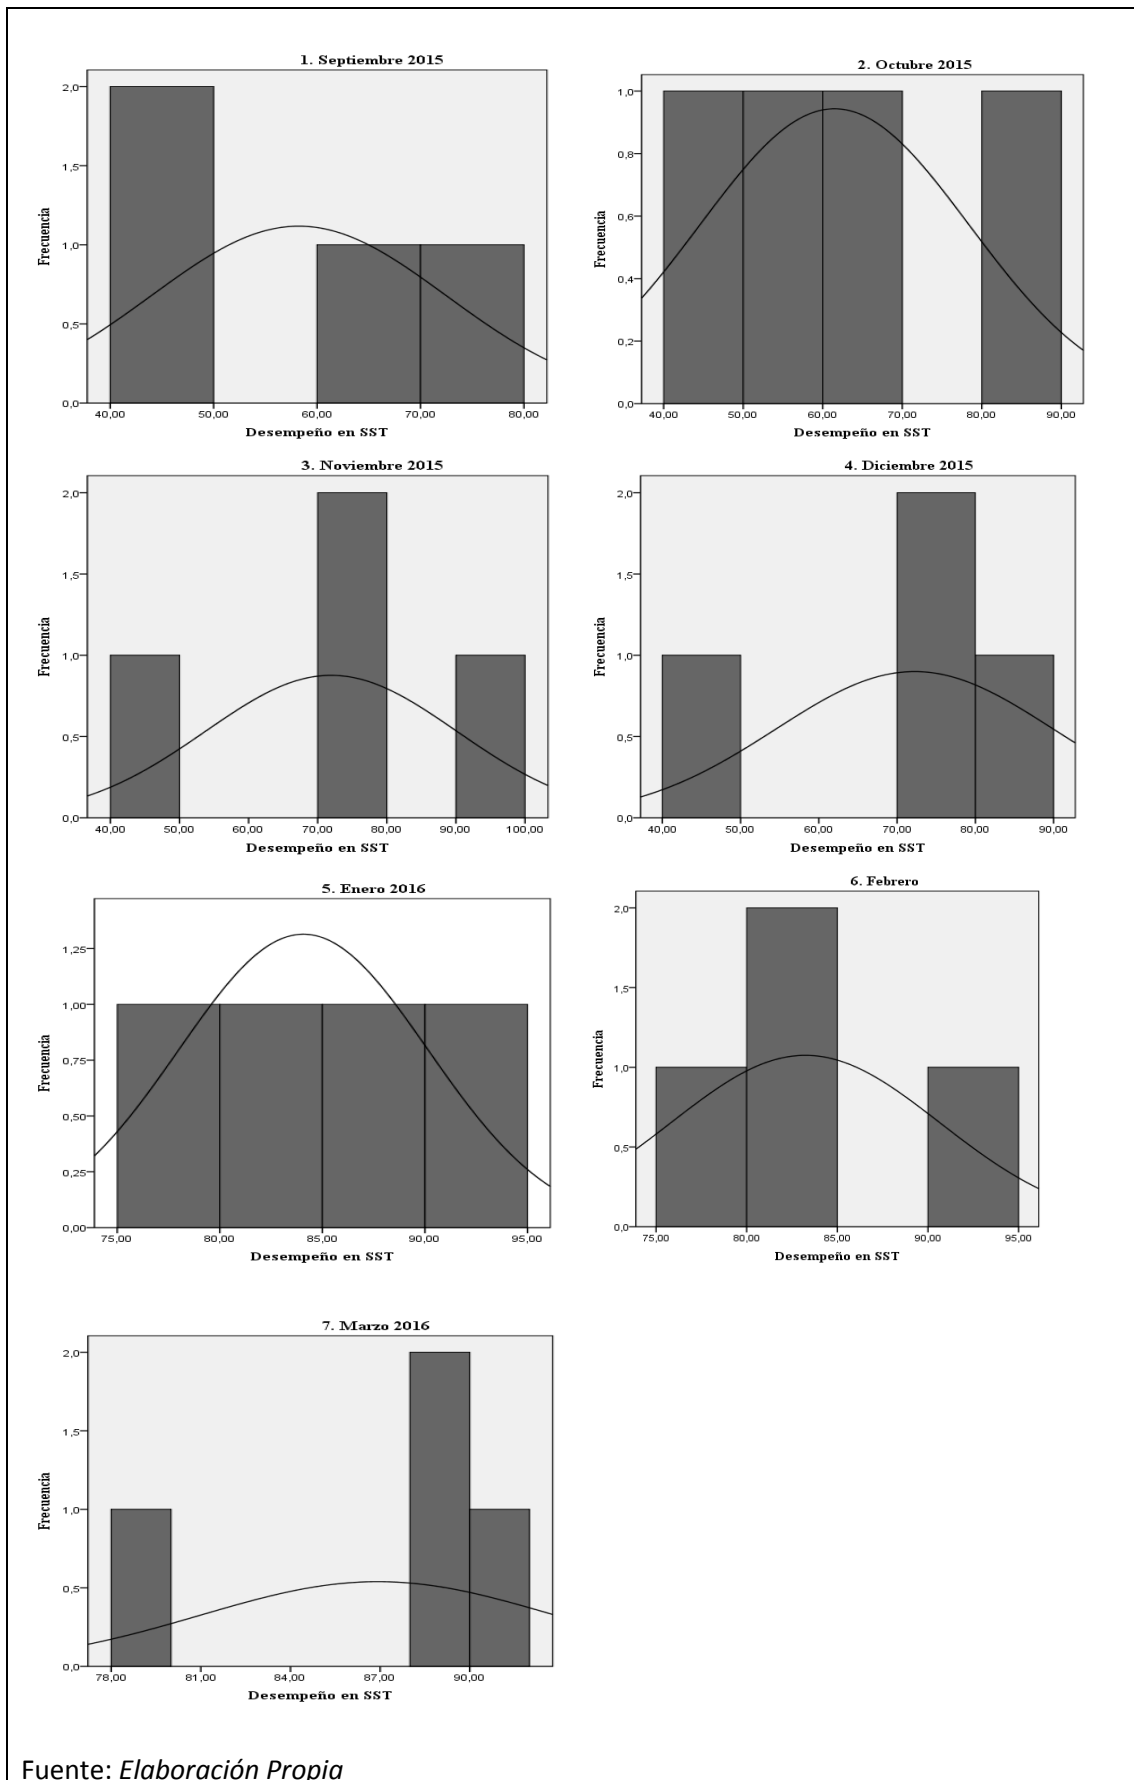 1. Septiembre 2015
2,0
1,5
1,0
0,5
0,0
Frecuencia
40,00 50,00 60,00 70,00 80,00
Desempeño en SST
2. Octubre 2015
1,0
0,8
0,6
0,4
0,2
0,0
Frecuencia
40,00 50,00 60,00 70,00 80,00 90,00
Desempeño en SST
3. Noviembre 2015
2,0
1,5
1,0
0,5
0,0
Frecuencia
40,00 50,00 60,00 70,00 80,00 90,00 100,00
Desempeño en SST
4. Diciembre 2015
2,0
1,5
1,0
0,5
0,0
Frecuencia
40,00 50,00 60,00 70,00 80,00 90,00
Desempeño en SST
5. Enero 2016
1,25
1,00
0,75
0,50
0,25
0,00
Frecuencia
75,00 80,00 85,00 90,00 95,00
Desempeño en SST
6. Febrero
2,0
1,5
1,0
0,5
0,0
Frecuencia
75,00 80,00 85,00 90,00 95,00
Desempeño en SST
7. Marzo 2016
2,0
1,5
1,0
0,5
0,0
Frecuencia
78,00 81,00 84,00 87,00 90,00
Desempeño en SST
Fuente: Elaboración Propia